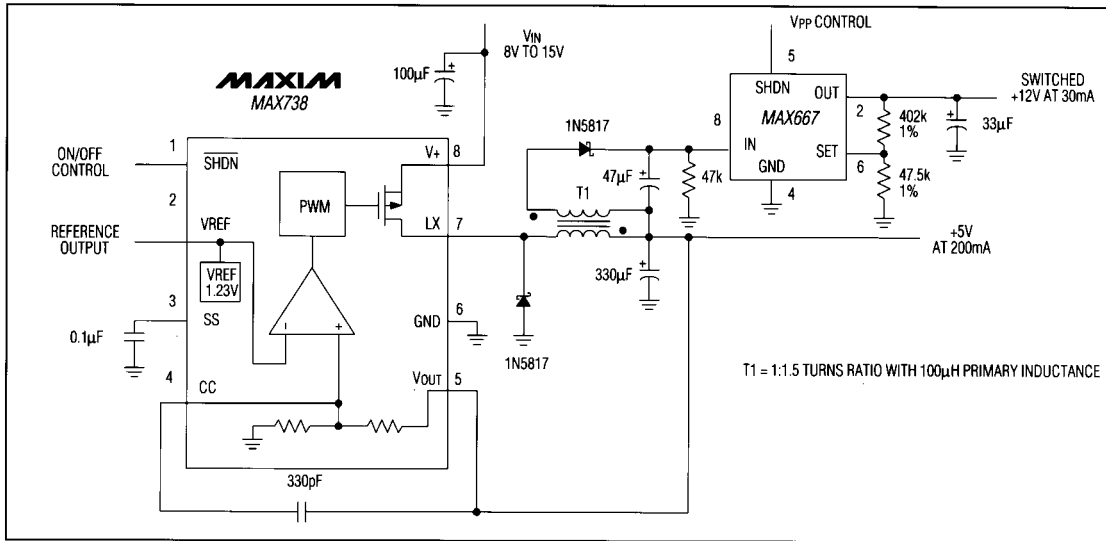 VPP CONTROL
VIN
8V TO 15V
5
100µF
+
MAXIM
MAX738
SHDN
OUT
MAX667
2
SWITCHED
+12V AT 30mA
402k
1%
+
33µF
8
IN
SET
6
GND
4
47.5k
1%
1N5817
47µF
+
47k
T1
1
ON/OFF
CONTROL
SHDN
V+
8
PWM
2
REFERENCE
OUTPUT
VREF
LX
7
+5V
AT 200mA
VREF
1.23V
330µF
+
3
SS
0.1µF
- +
GND
6
1N5817
4
CC
VOUT
5
T1 = 1:1.5 TURNS RATIO WITH 100µH PRIMARY INDUCTANCE
330pF